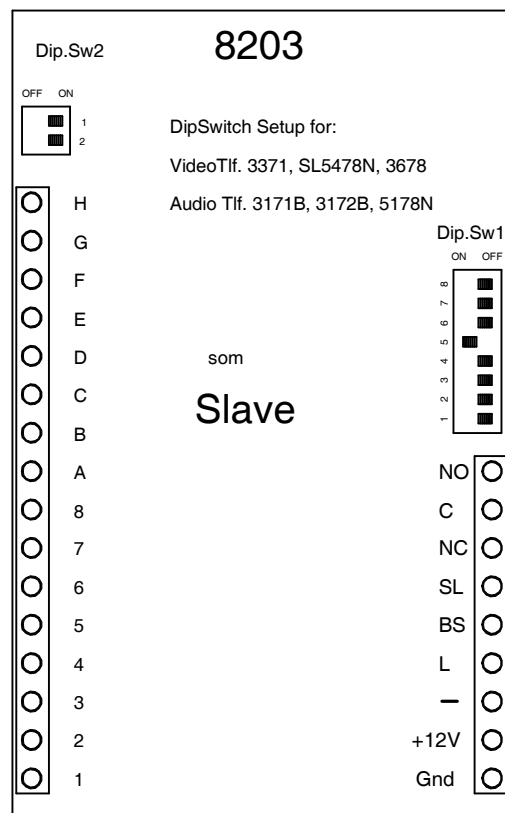 8203
Dip.Sw2
OFF ON
1
2
DipSwitch Setup for:
VideoTlf. 3371, SL5478N, 3678
Audio Tlf. 3171B, 3172B, 5178N
Dip.Sw1
ON OFF
8
7
6
5
4
3
2
1
som
Slave
H
G
F
E
D
C
B
A
8
7
6
5
4
3
2
1
NO
C
NC
SL
BS
L
–
+12V
Gnd